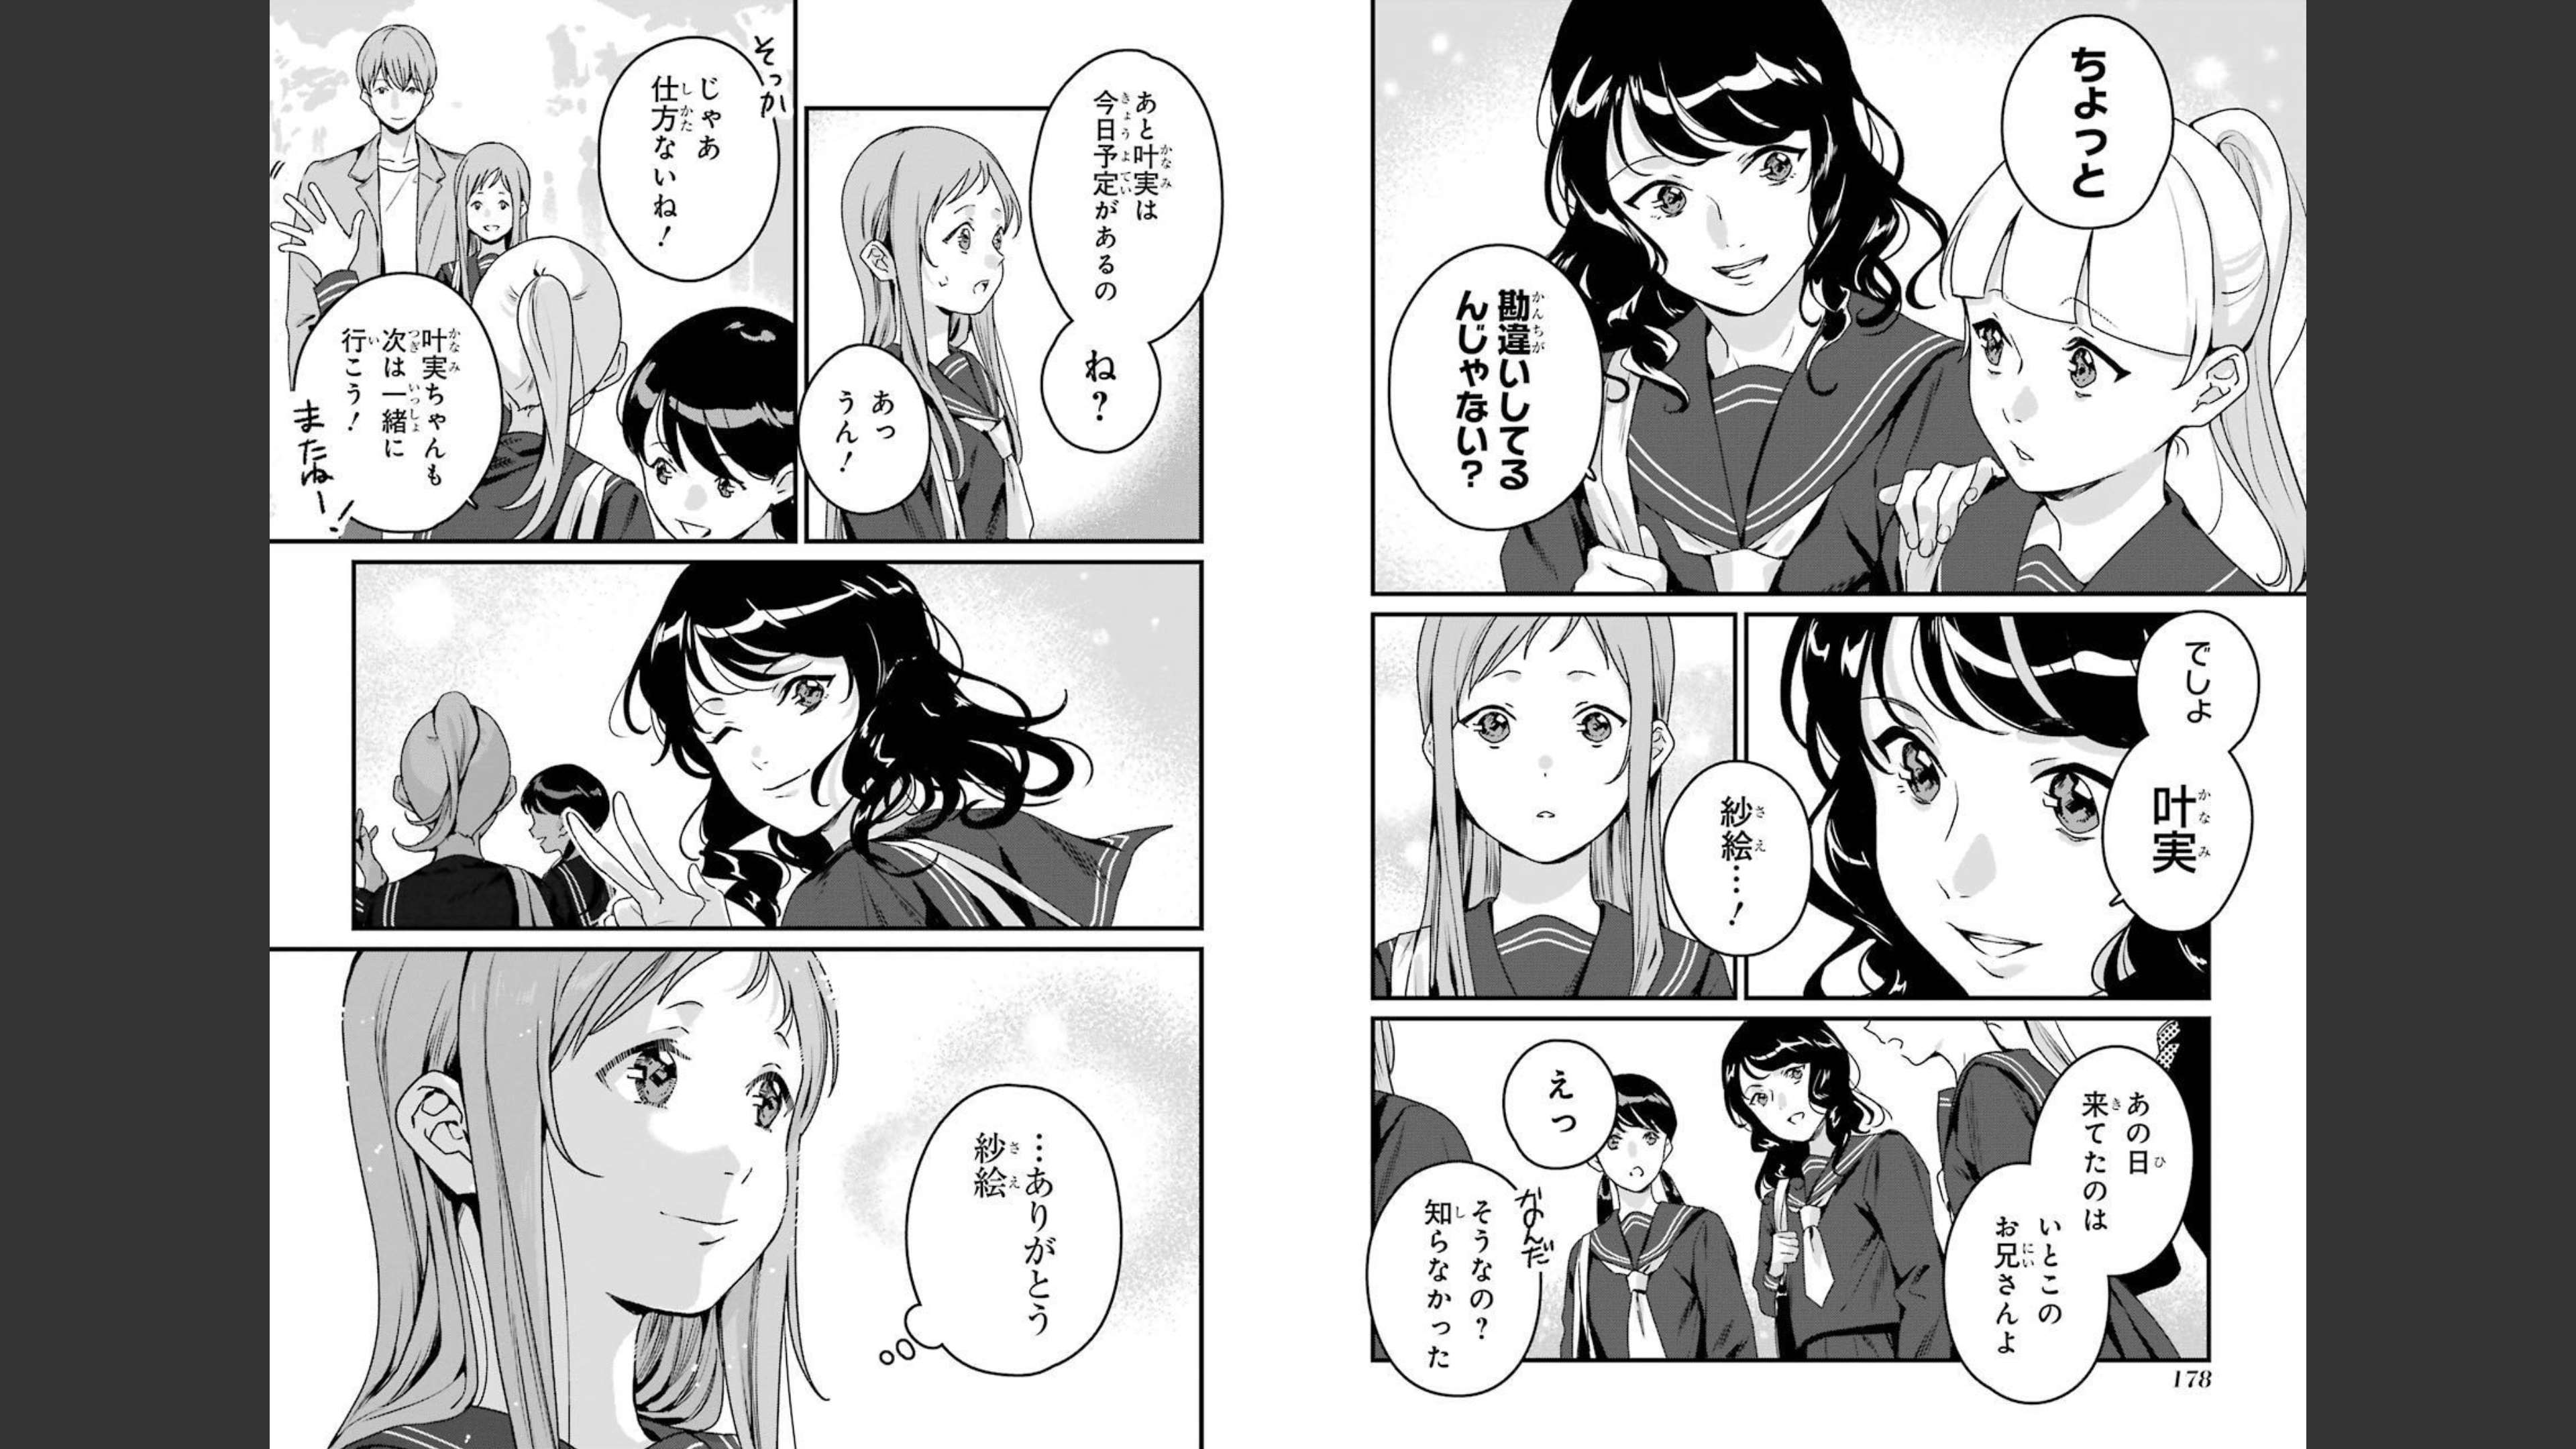 ちょっと
勘違いしてる
んじゃない?
でしょ
叶実
紗絵…!
あの日
来てたのは
いとこの
お兄さんよ
えっ
なんだ
そうなの?
知らなかった
178
あと叶実は
今日予定があるの
ね?
あっ
うん!
そっか
じゃあ
仕方ないね!
叶実ちゃんも
次は一緒に
行こう!
またねー!
…ありがとう
紗絵